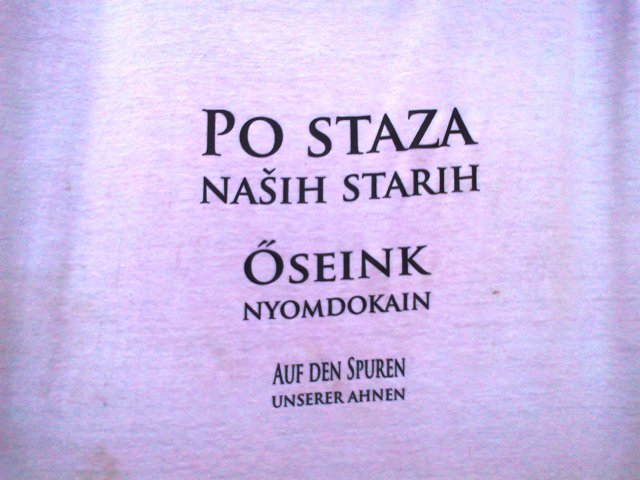 PO STAZA
NAŠIH STARIH
ŐSEINK
NYOMDOKAIN
AUF DEN SPUREN
UNSERER AHNEN